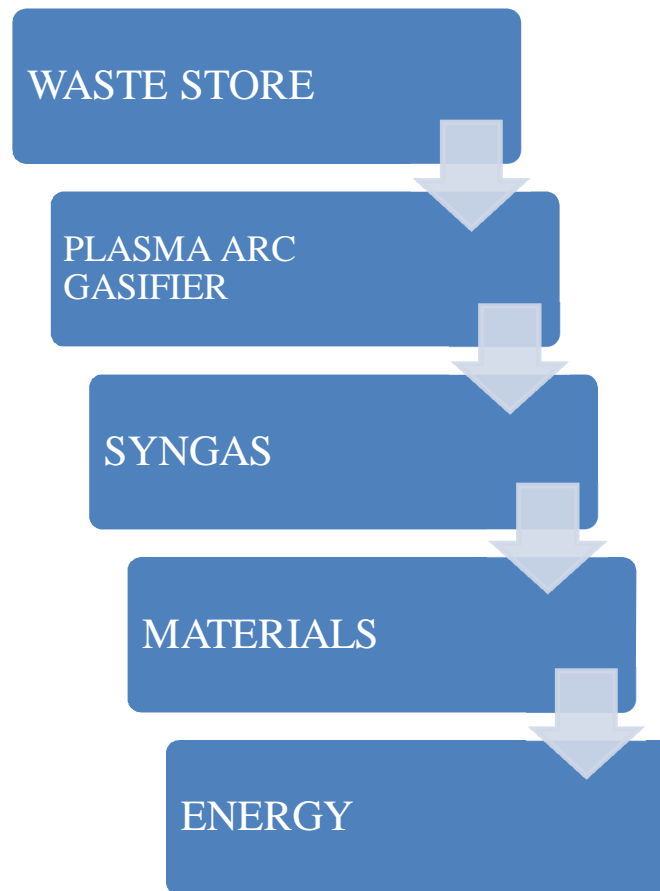 WASTE STORE
PLASMA ARC
GASIFIER
SYNGAS
MATERIALS
ENERGY